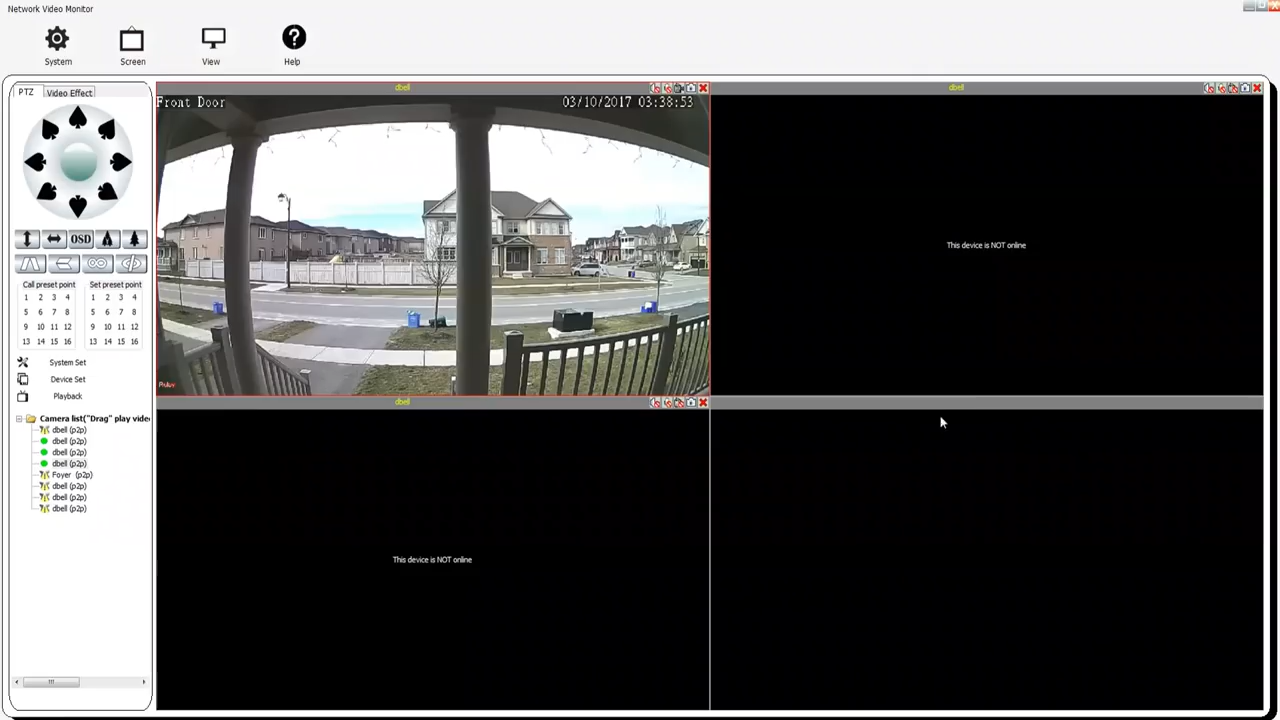 Network Video Monitor
System
Screen
View
Help
PTZ
Video Effect
OSD
Call preset point
Set preset point
1 2 3 4
1 2 3 4
5 6 7 8
5 6 7 8
9 10 11 12
9 10 11 12
13 14 15 16
13 14 15 16
System Set
Device Set
Playback
Camera list("Drag" play vide
dbell (p2p)
dbell (p2p)
dbell (p2p)
dbell (p2p)
Foyer (p2p)
dbell (p2p)
dbell (p2p)
dbell (p2p)
dbell
Front Door
03/10/2017 03:38:53
dbell
This device is NOT online
dbell
This device is NOT online